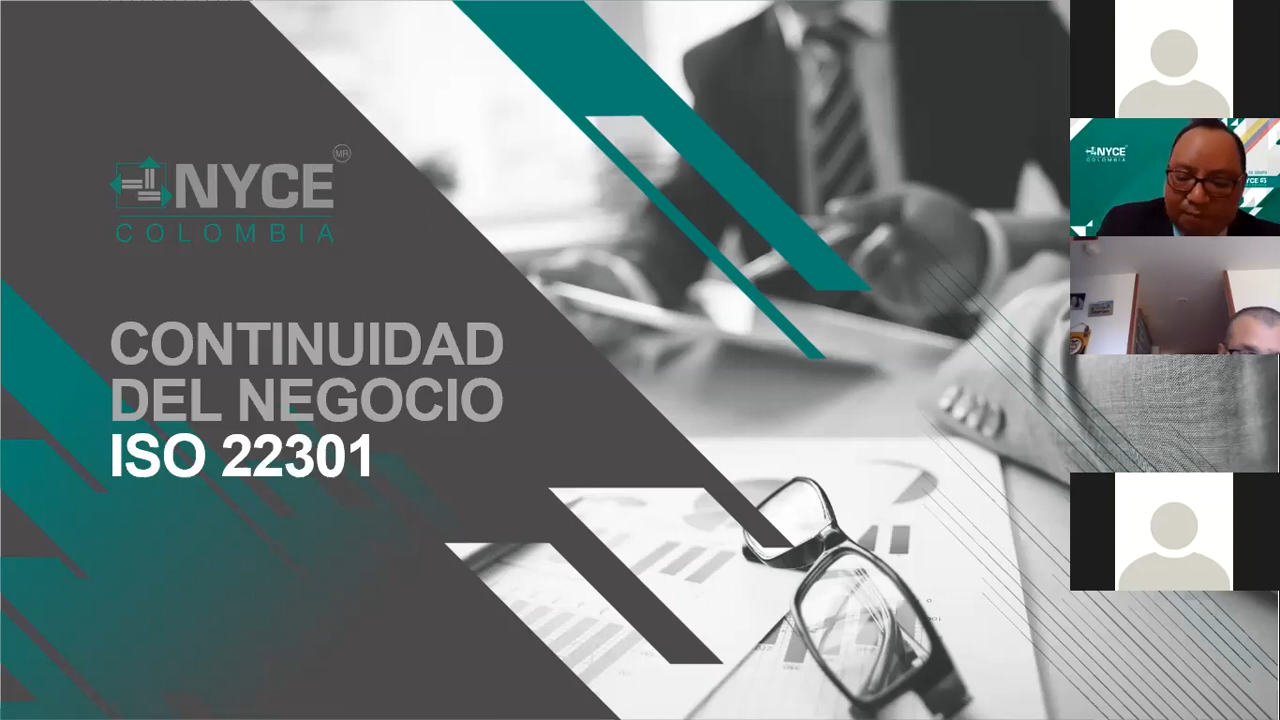 NYCE MR
COLOMBIA
CONTINUIDAD
DEL NEGOCIO
ISO 22301
NYCE
COLOMBIA